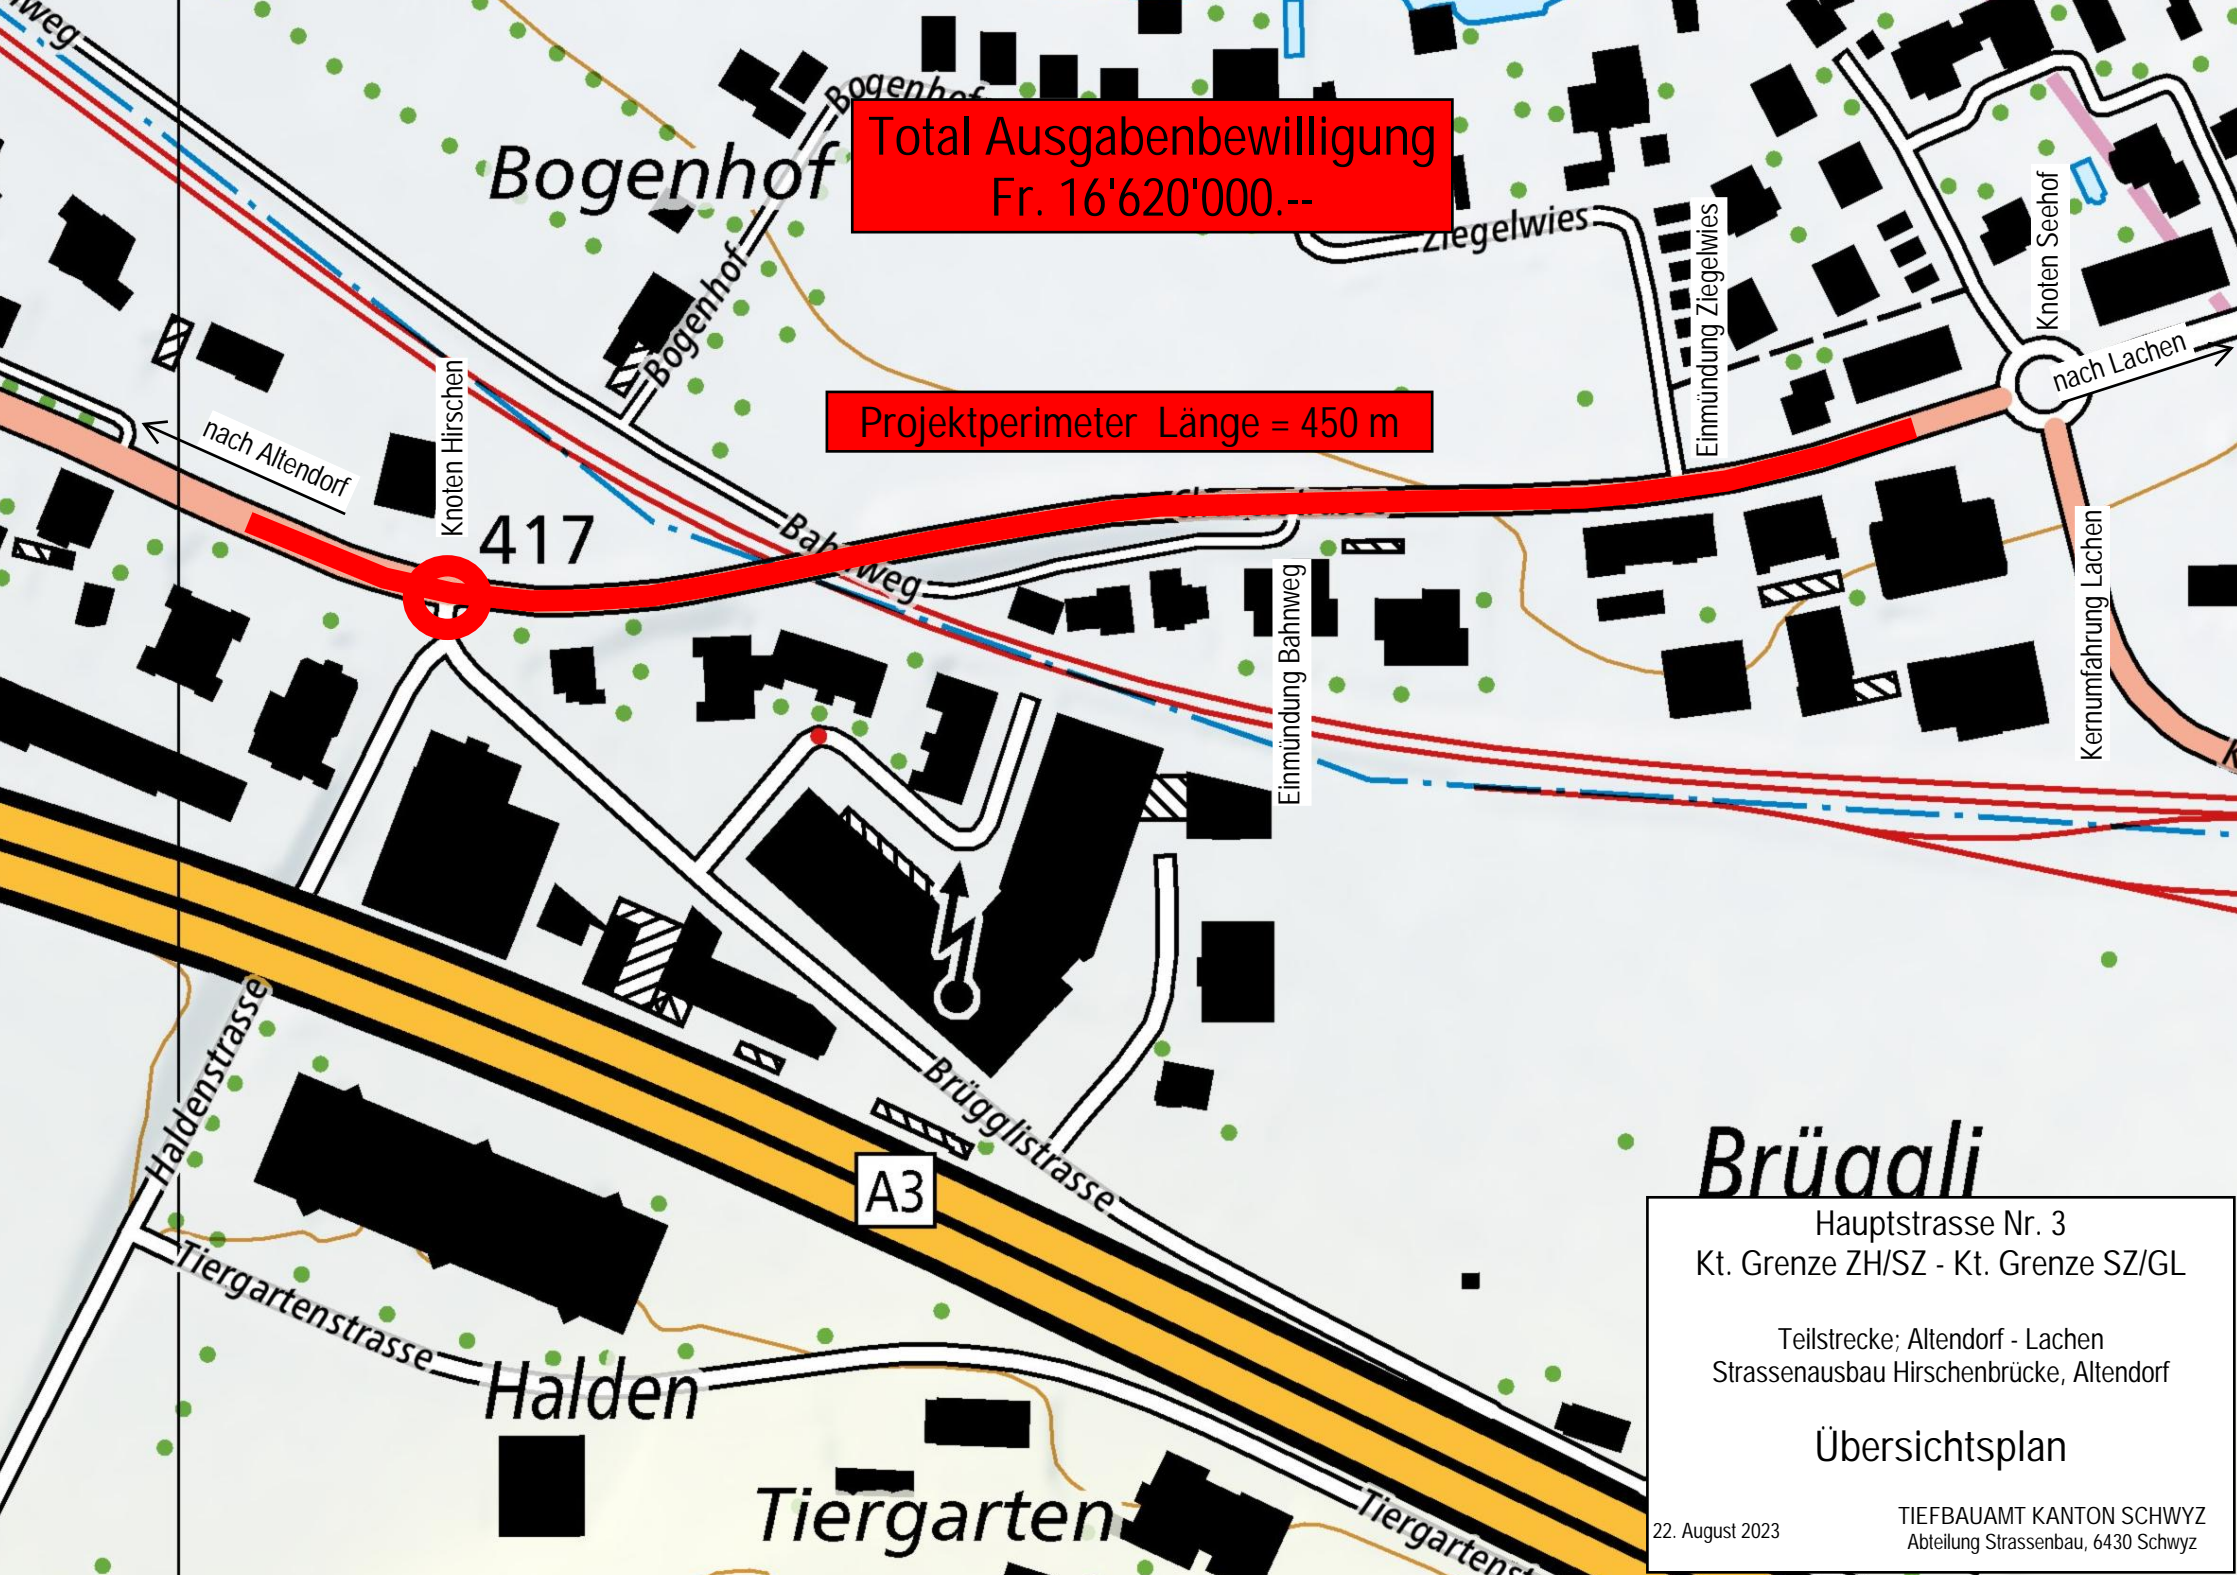 weg
Bogenhof
Total Ausgabenbewilligung
Fr. 16'620'000.--
Bogenhof
Bogenhof
Ziegelwies
Einmündung Ziegelwies
Knoten Seehof
nach Lachen
Knoten Hirschen
Projektperimeter Länge = 450 m
nach Altendorf
417
Bahnweg
Einmündung Bahnweg
Kernumfahrung Lachen
K
Haldenstrasse
Brügglistrasse
A3
Brüggli
Tiergartenstrasse
Halden
Tiergarten
Tiergartenst
Hauptstrasse Nr. 3
Kt. Grenze ZH/SZ - Kt. Grenze SZ/GL
Teilstrecke; Altendorf - Lachen
Strassenausbau Hirschenbrücke, Altendorf
Übersichtsplan
22. August 2023
TIEFBAUAMT KANTON SCHWYZ
Abteilung Strassenbau, 6430 Schwyz